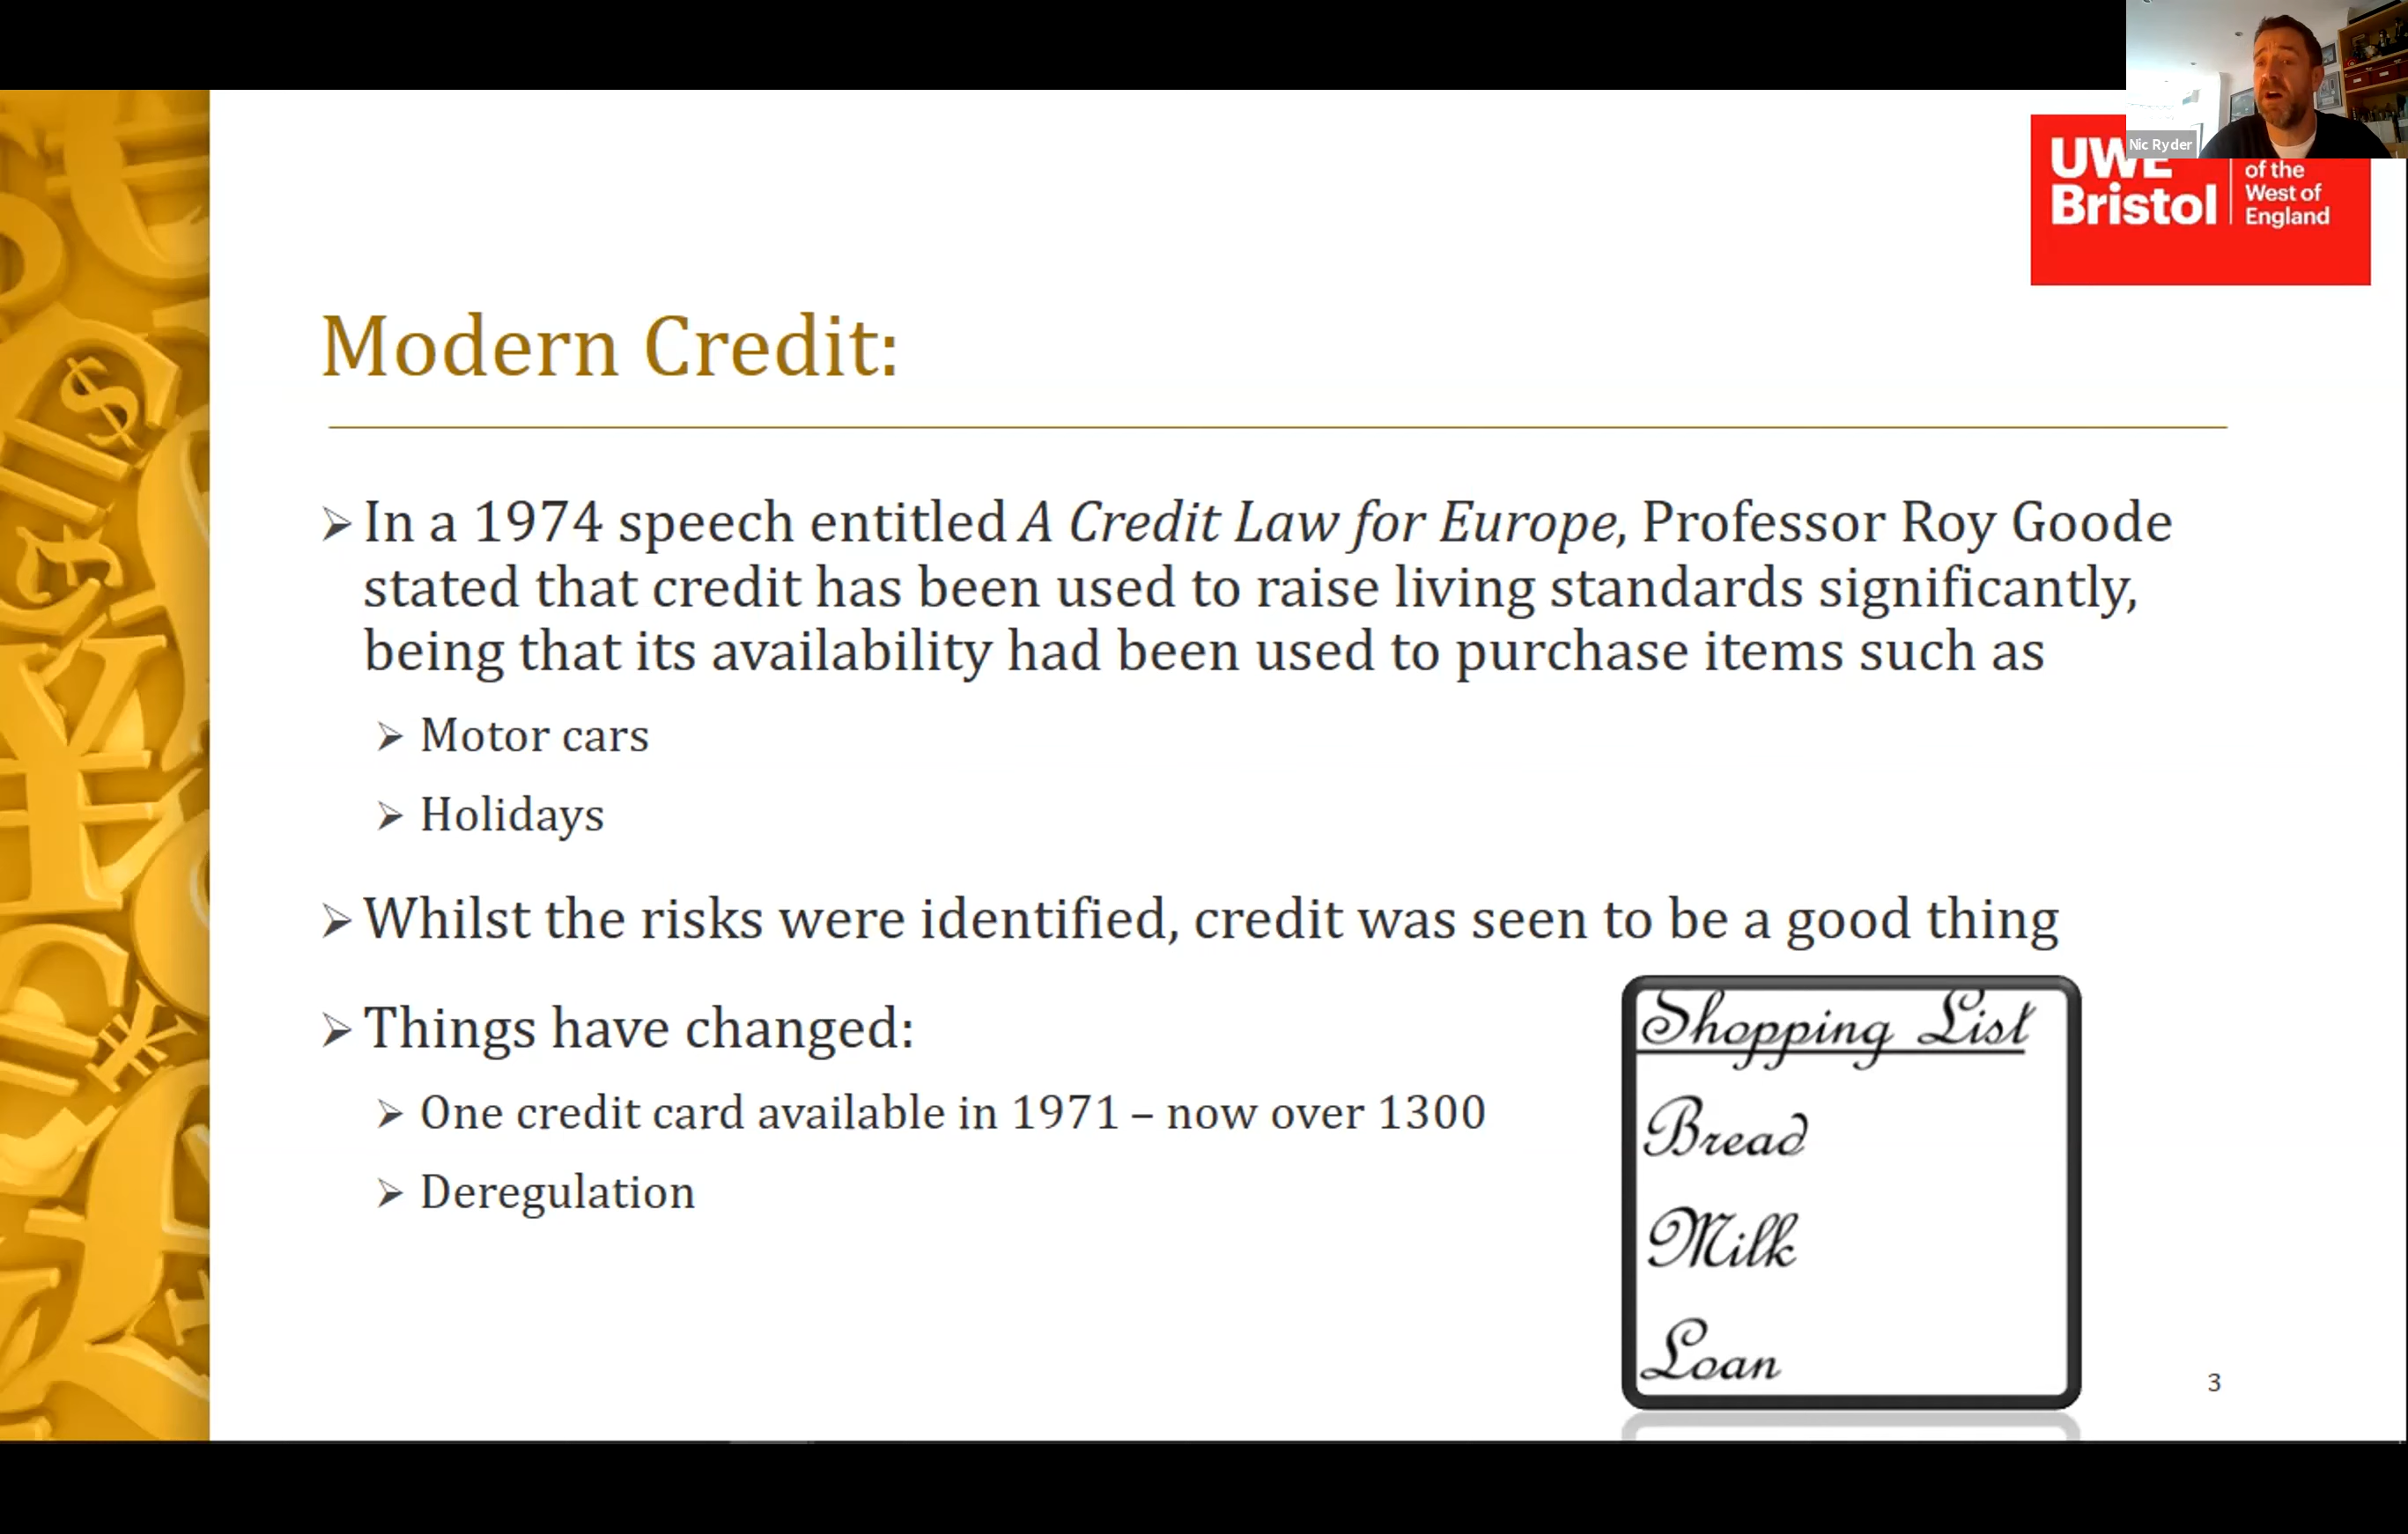 Nic Ryder
UWE
Bristol
of the
West of
England
Modern Credit:
➢ In a 1974 speech entitled A Credit Law for Europe, Professor Roy Goode
stated that credit has been used to raise living standards significantly,
being that its availability had been used to purchase items such as
➢ Motor cars
➢ Holidays
➢ Whilst the risks were identified, credit was seen to be a good thing
➢ Things have changed:
➢ One credit card available in 1971 – now over 1300
➢ Deregulation
Shopping List
Bread
Milk
Loan
3